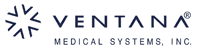 VENTANA®
MEDICAL SYSTEMS, INC.